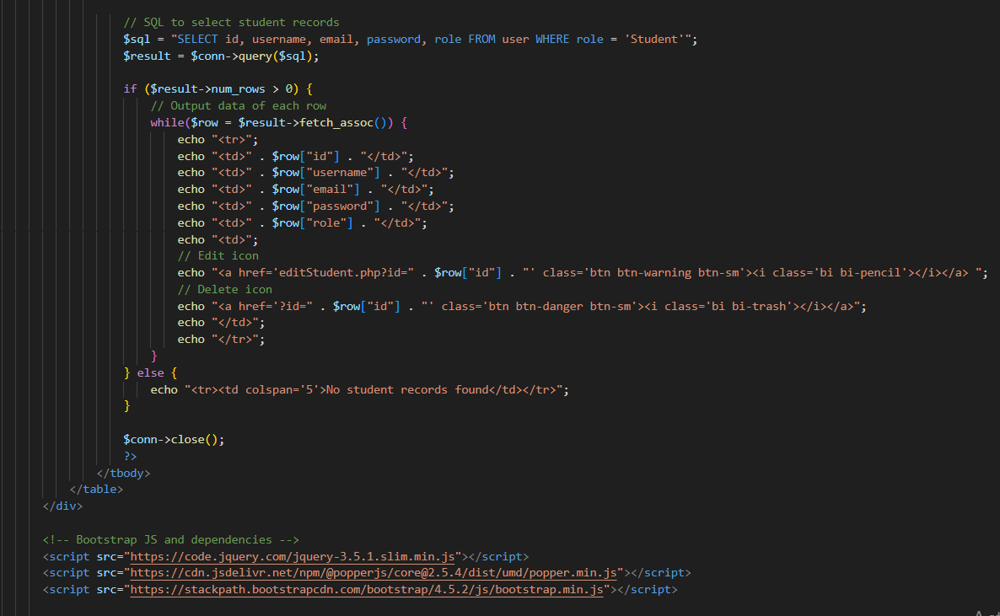 // SQL to select student records
$sql = "SELECT id, username, email, password, role FROM user WHERE role = 'Student'";
$result = $conn->query($sql);
if ($result->num_rows > 0) {
// Output data of each row
while($row = $result->fetch_assoc()) {
echo "<tr>";
echo "<td>" . $row["id"] . "</td>";
echo "<td>" . $row["username"] . "</td>";
echo "<td>" . $row["email"] . "</td>";
echo "<td>" . $row["password"] . "</td>";
echo "<td>" . $row["role"] . "</td>";
echo "<td>";
// Edit icon
echo "<a href='editStudent.php?id=" . $row["id"] . "' class='btn btn-warning btn-sm'><i class='bi bi-pencil'></i></a> ";
// Delete icon
echo "<a href='?id=" . $row["id"] . "' class='btn btn-danger btn-sm'><i class='bi bi-trash'></i></a>";
echo "</td>";
echo "</tr>";
}
} else {
echo "<tr><td colspan='5'>No student records found</td></tr>";
}
$conn->close();
?>
</tbody>
</table>
</div>
<!-- Bootstrap JS and dependencies -->
<script src="https://code.jquery.com/jquery-3.5.1.slim.min.js"></script>
<script src="https://cdn.jsdelivr.net/npm/@popperjs/core@2.5.4/dist/umd/popper.min.js"></script>
<script src="https://stackpath.bootstrapcdn.com/bootstrap/4.5.2/js/bootstrap.min.js"></script>